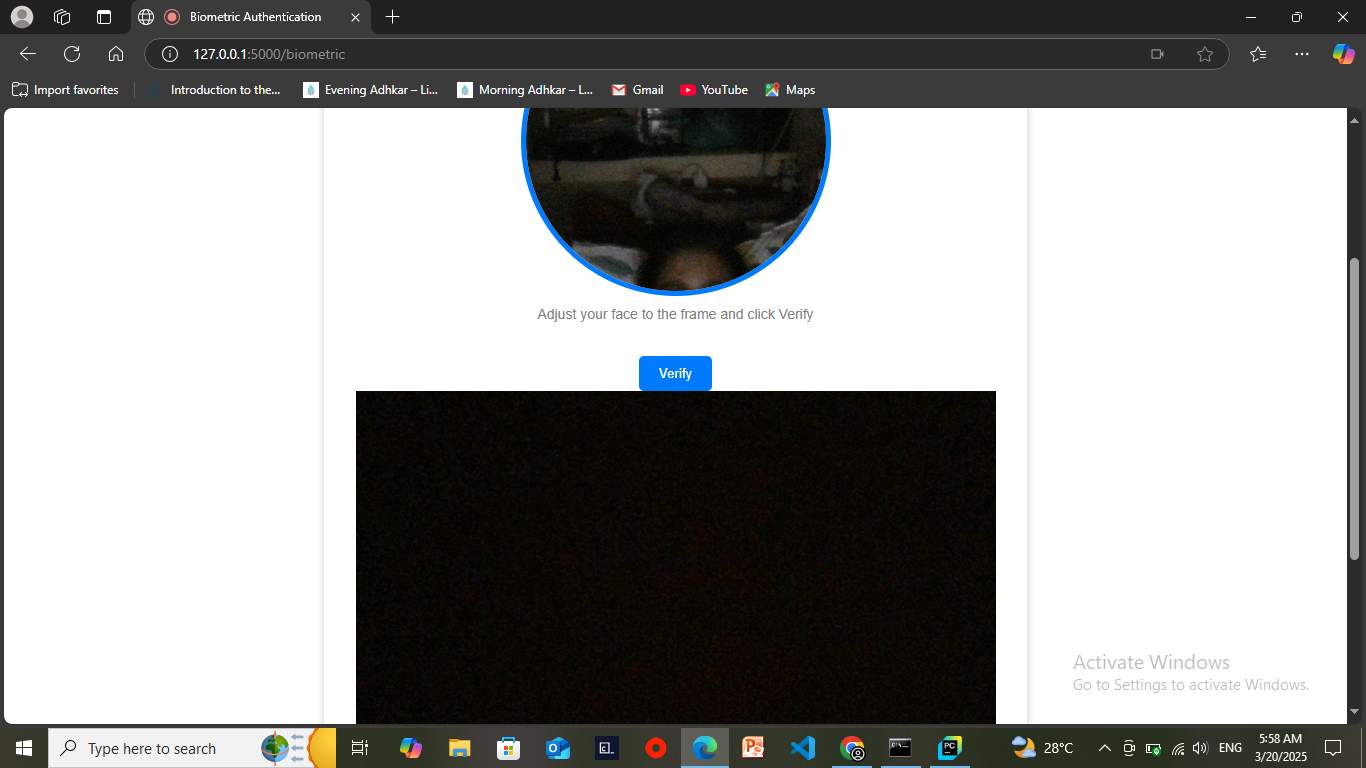 Biometric Authentication
127.0.0.1:5000/biometric
Import favorites
Introduction to the...
Evening Adhkar – Li...
Morning Adhkar – L...
Gmail
YouTube
Maps
Adjust your face to the frame and click Verify
Verify
Activate Windows
Go to Settings to activate Windows.
Type here to search
PC
28°C
ENG
5:58 AM
3/20/2025